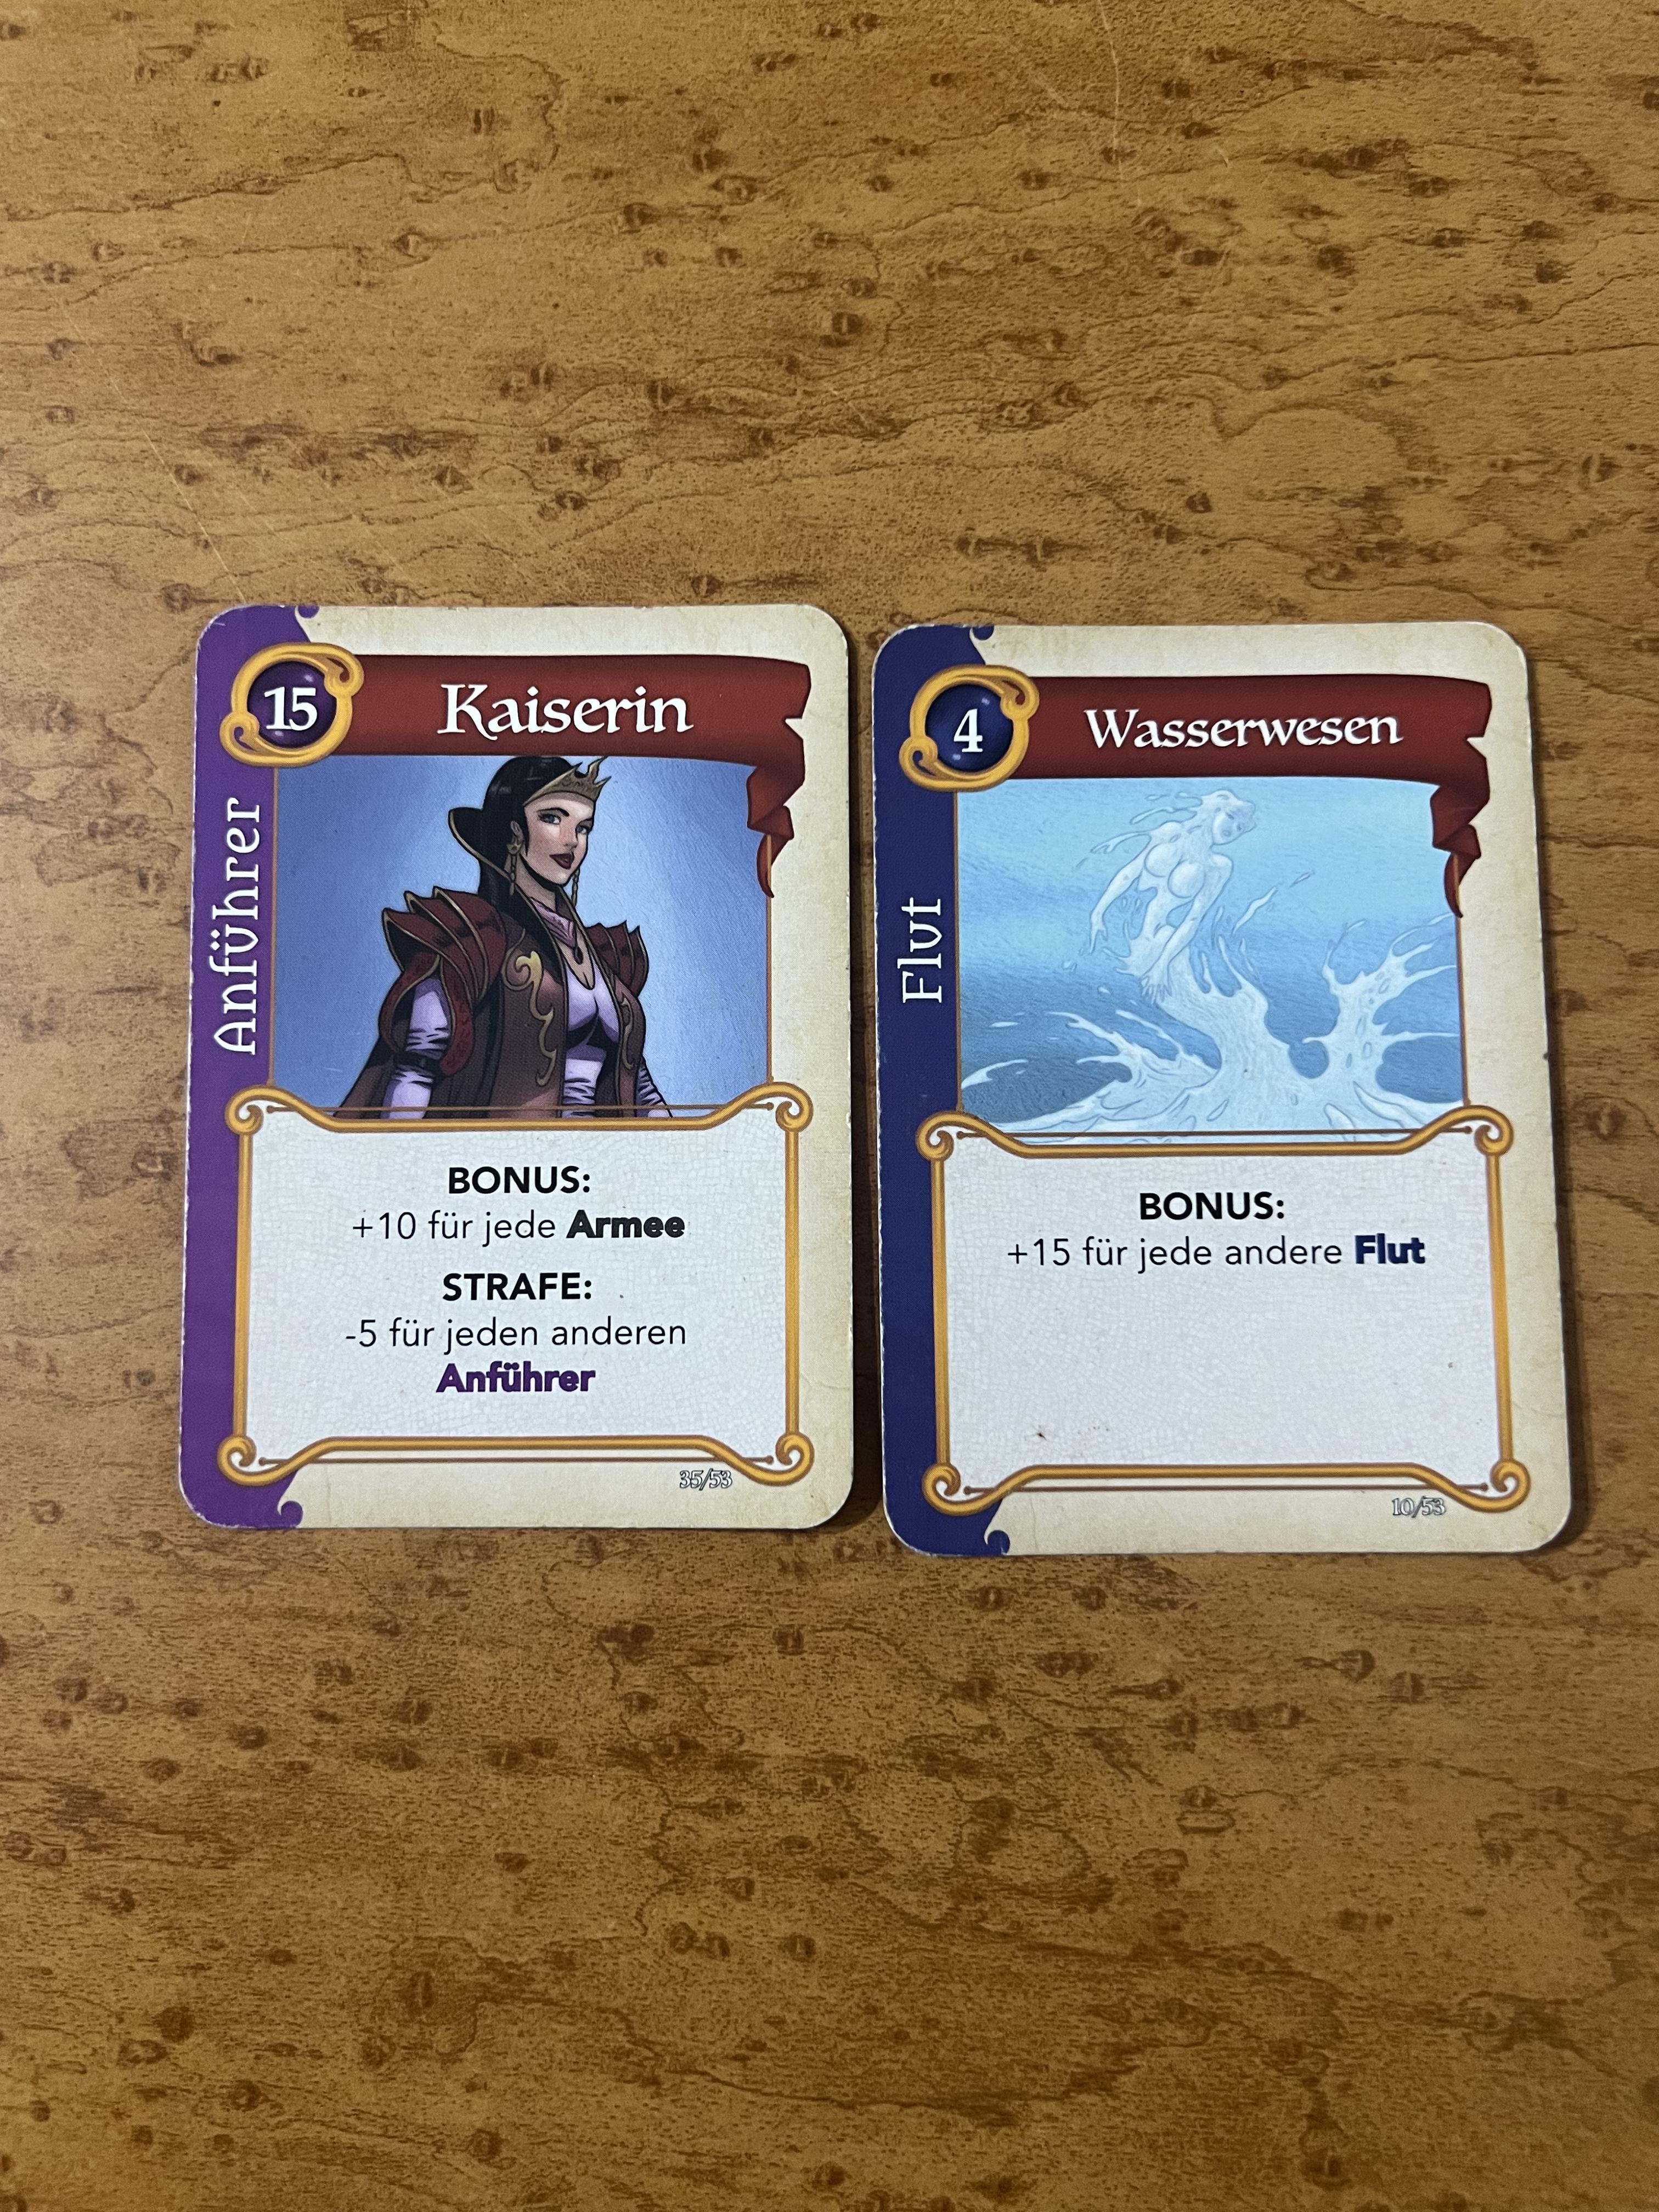 15
Kaiserin
Anführer
BONUS:
+10 für jede Armee
STRAFE:
-5 für jeden anderen
Anführer
35/53
4
Wasserwesen
Flut
BONUS:
+15 für jede andere Flut
10/53